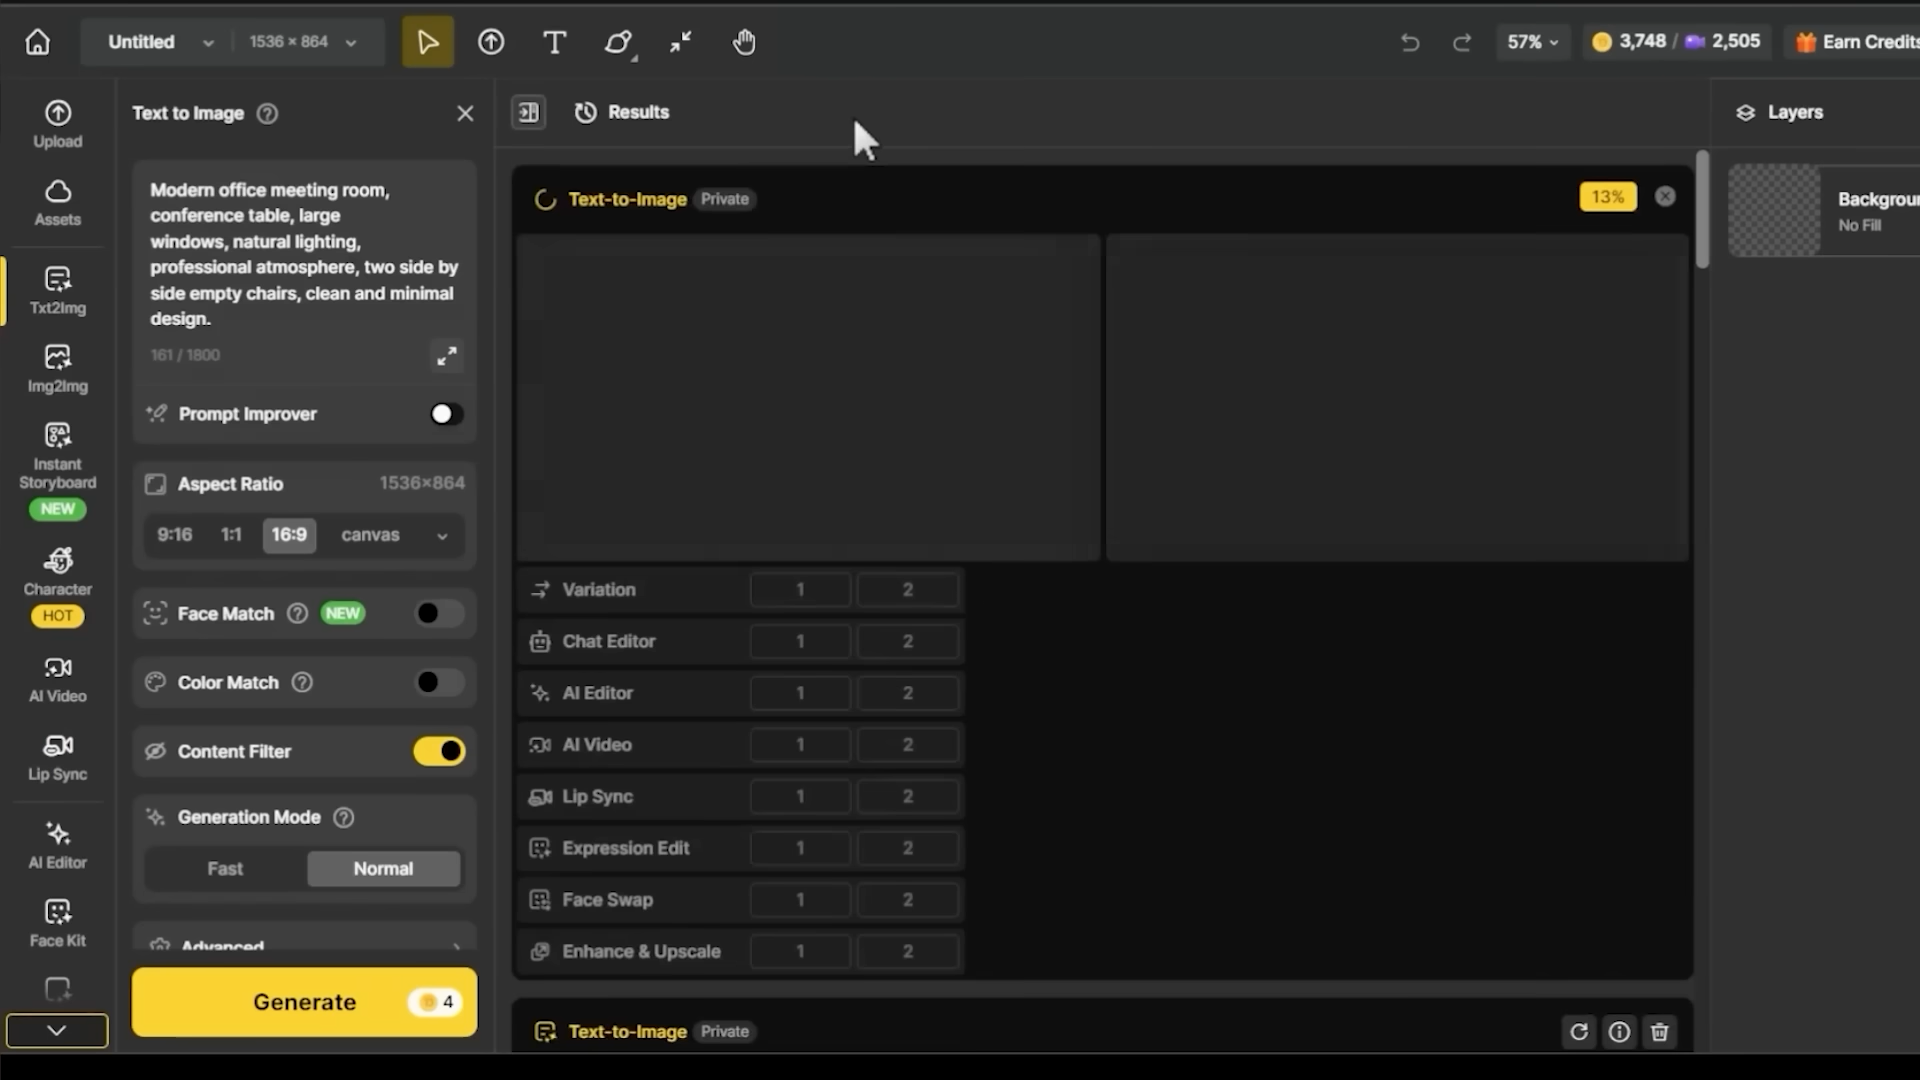 Untitled
1536 × 864
57%
3,748 / 2,505
Earn Credits
Upload
Assets
Txt2Img
Img2Img
Instant
Storyboard
NEW
Character
HOT
AI Video
Lip Sync
AI Editor
Face Kit
Text to Image
Modern office meeting room,
conference table, large
windows, natural lighting,
professional atmosphere, two side by
side empty chairs, clean and minimal
design.
161 / 1800
Prompt Improver
Aspect Ratio
1536×864
9:16 1:1 16:9 canvas
Face Match NEW
Color Match
Content Filter
Generation Mode
Fast Normal
Advanced
Generate 4
Results
Text-to-Image Private
13%
Variation 1 2
Chat Editor 1 2
AI Editor 1 2
AI Video 1 2
Lip Sync 1 2
Expression Edit 1 2
Face Swap 1 2
Enhance & Upscale 1 2
Text-to-Image Private
Layers
Backgroun
No Fill